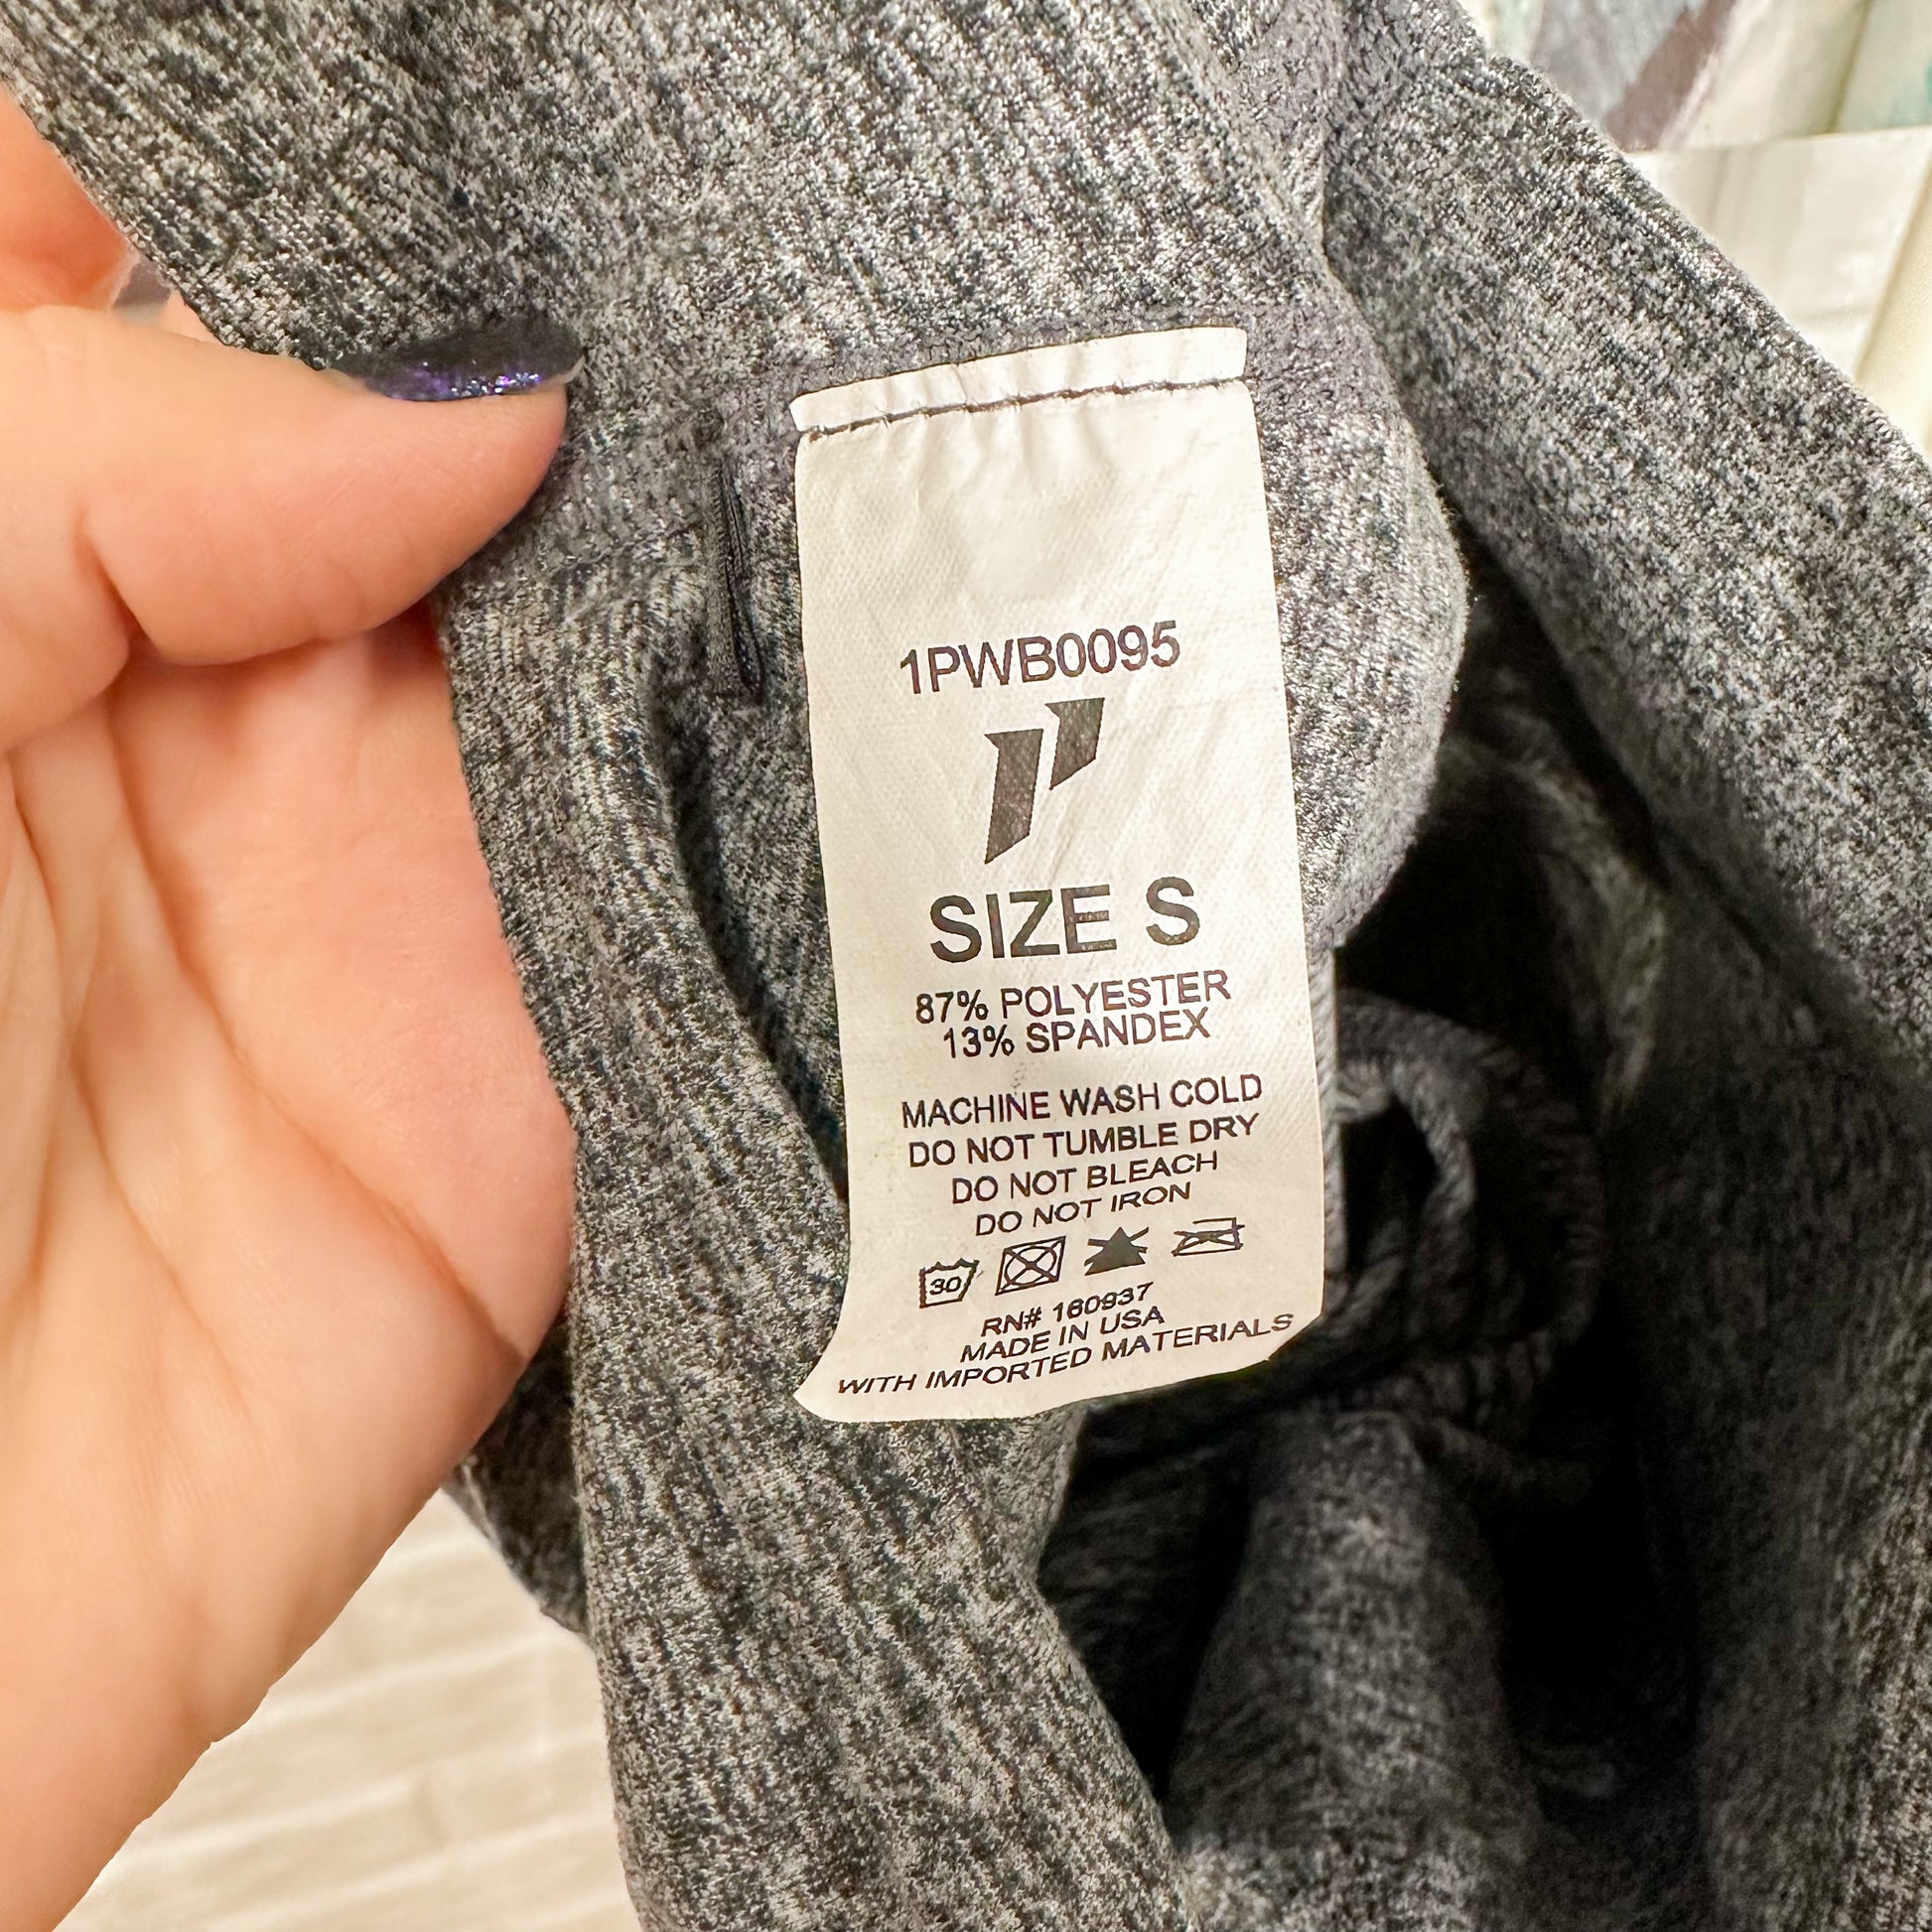 1PWB0095
SIZE S
87% POLYESTER
13% SPANDEX
MACHINE WASH COLD
DO NOT TUMBLE DRY
DO NOT BLEACH
DO NOT IRON
30
RN# 160937
MADE IN USA
WITH IMPORTED MATERIALS